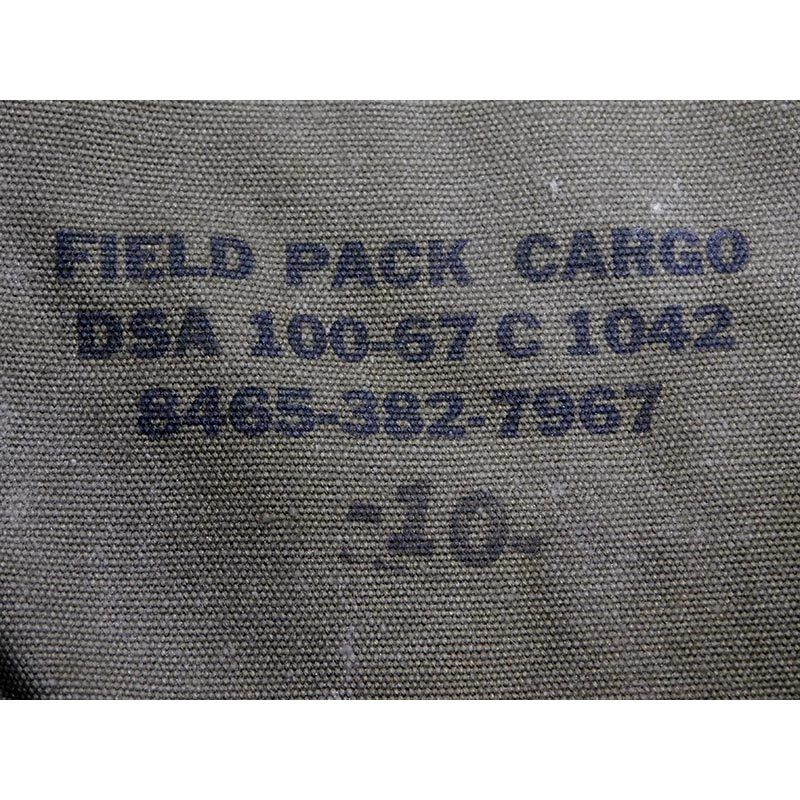 FIELD PACK CARGO
DSA 100-67 C 1042
8465-382-7967
-10-